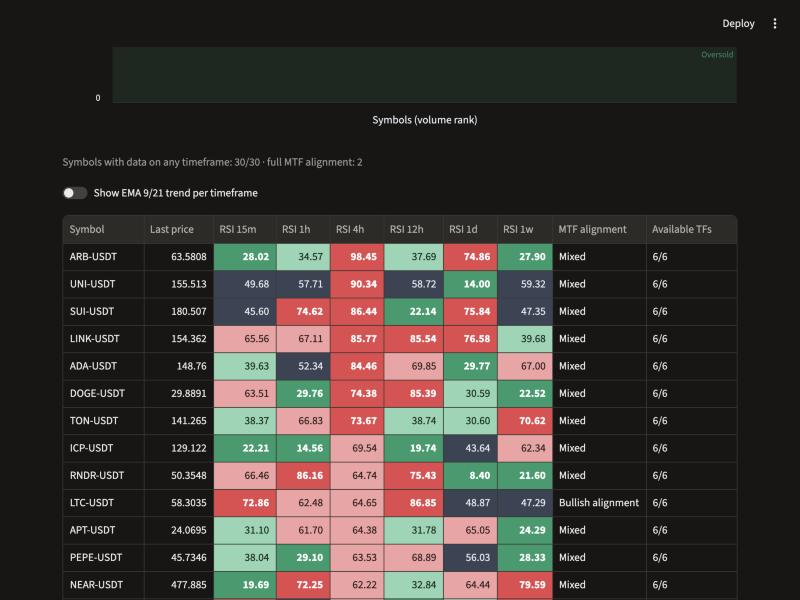 Deploy
Oversold
0
Symbols (volume rank)
Symbols with data on any timeframe: 30/30 · full MTF alignment: 2
Show EMA 9/21 trend per timeframe
Symbol Last price RSI 15m RSI 1h RSI 4h RSI 12h RSI 1d RSI 1w MTF alignment Available TFs
ARB-USDT 63.5808 28.02 34.57 98.45 37.69 74.86 27.90 Mixed 6/6
UNI-USDT 155.513 49.68 57.71 90.34 58.72 14.00 59.32 Mixed 6/6
SUI-USDT 180.507 45.60 74.62 86.44 22.14 75.84 47.35 Mixed 6/6
LINK-USDT 154.362 65.56 67.11 85.77 85.54 76.58 39.68 Mixed 6/6
ADA-USDT 148.76 39.63 52.34 84.46 69.85 29.77 67.00 Mixed 6/6
DOGE-USDT 29.8891 63.51 29.76 74.38 85.39 30.59 22.52 Mixed 6/6
TON-USDT 141.265 38.37 66.83 73.67 38.74 30.60 70.62 Mixed 6/6
ICP-USDT 129.122 22.21 14.56 69.54 19.74 43.64 62.34 Mixed 6/6
RNDR-USDT 50.3548 66.46 86.16 64.74 75.43 8.40 21.60 Mixed 6/6
LTC-USDT 58.3035 72.86 62.48 64.65 86.85 48.87 47.29 Bullish alignment 6/6
APT-USDT 24.0695 31.10 61.70 64.38 31.78 65.05 24.29 Mixed 6/6
PEPE-USDT 45.7346 38.04 29.10 63.53 68.89 56.03 28.33 Mixed 6/6
NEAR-USDT 477.885 19.69 72.25 62.22 32.84 64.44 79.59 Mixed 6/6